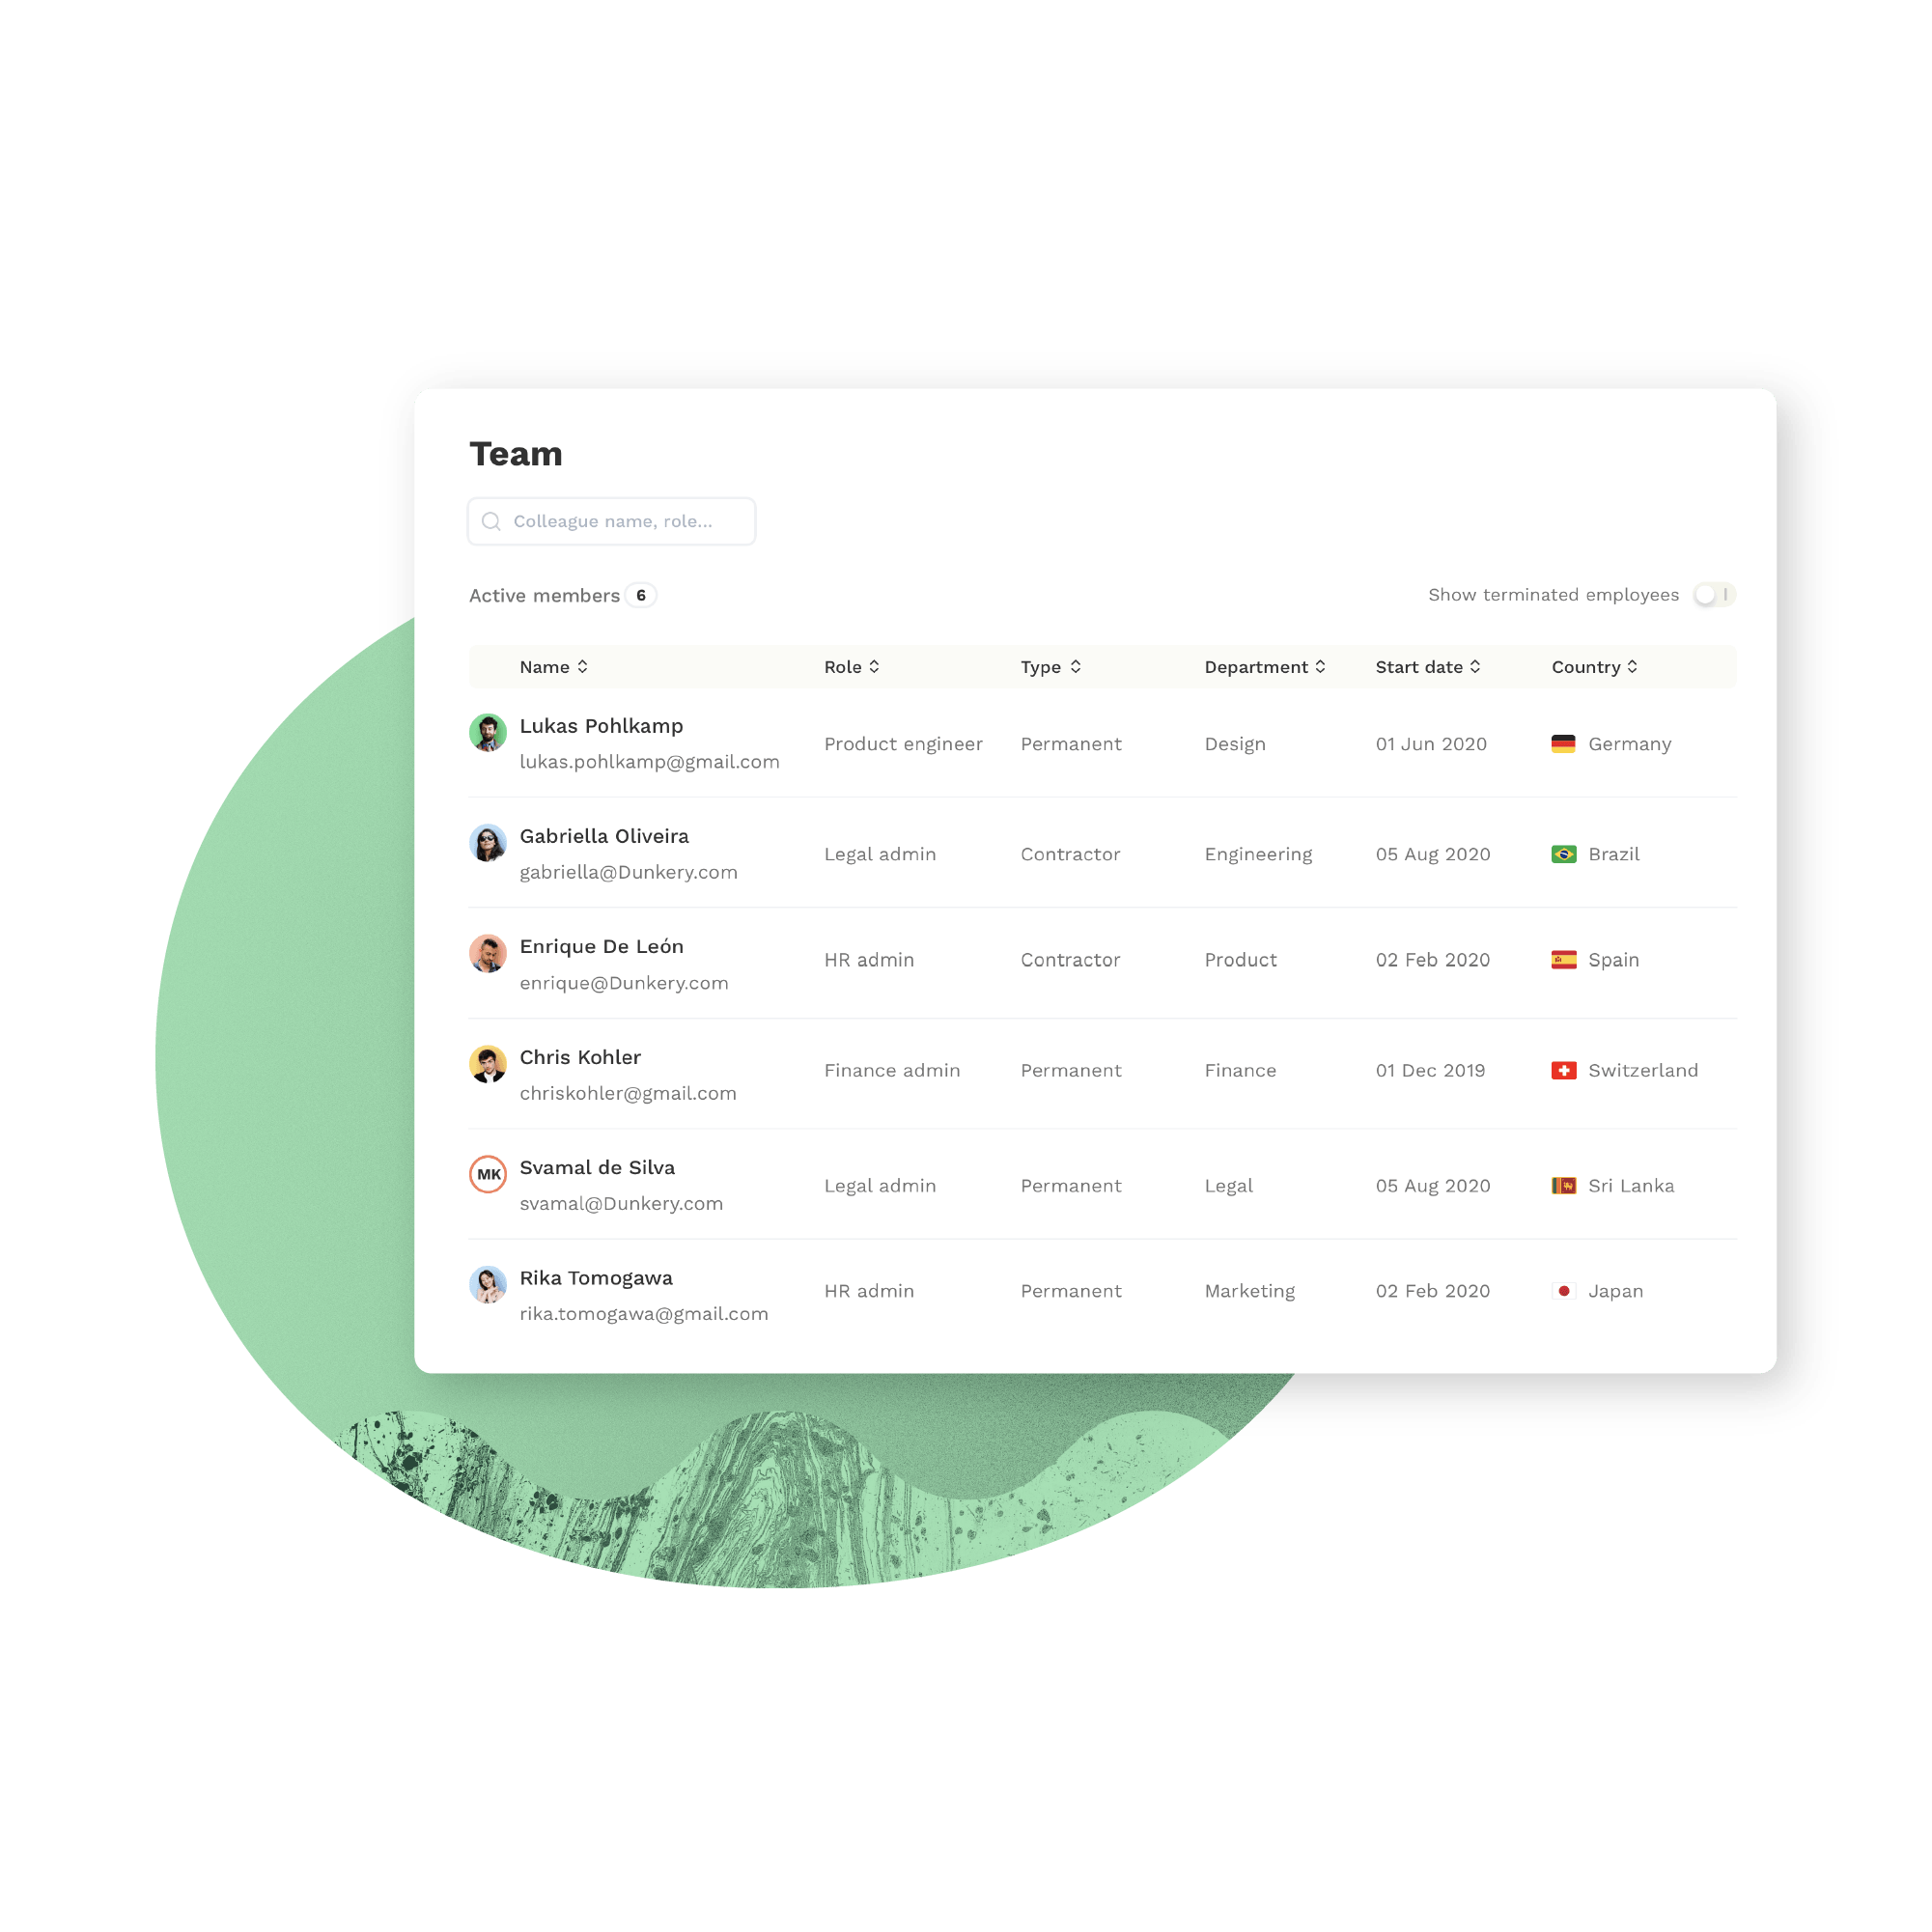 Team
Colleague name, role...
Active members 6
Show terminated employees
Name Role Type Department Start date Country
Lukas Pohlkamp
lukas.pohlkamp@gmail.com
Product engineer Permanent Design 01 Jun 2020 Germany
Gabriella Oliveira
gabriella@Dunkery.com
Legal admin Contractor Engineering 05 Aug 2020 Brazil
Enrique De León
enrique@Dunkery.com
HR admin Contractor Product 02 Feb 2020 Spain
Chris Kohler
chriskohler@gmail.com
Finance admin Permanent Finance 01 Dec 2019 Switzerland
MK
Svamal de Silva
svamal@Dunkery.com
Legal admin Permanent Legal 05 Aug 2020 Sri Lanka
Rika Tomogawa
rika.tomogawa@gmail.com
HR admin Permanent Marketing 02 Feb 2020 Japan